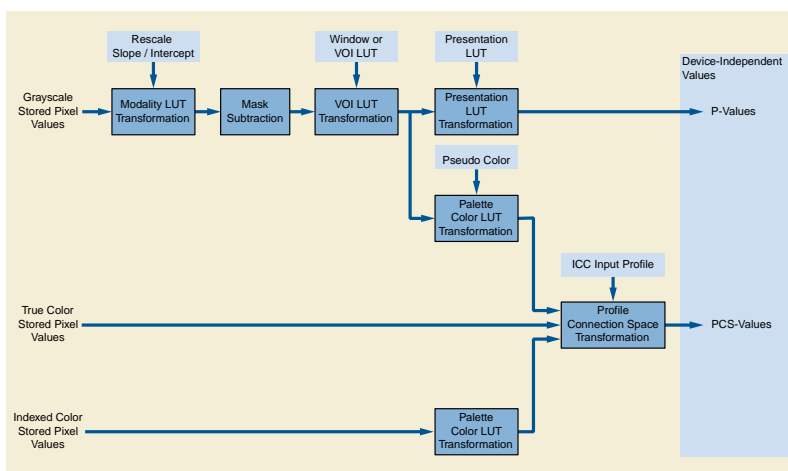 Rescale
Slope / Intercept
Window or
VOI LUT
Presentation
LUT
Device-Independent
Values
Grayscale
Stored Pixel
Values
Modality LUT
Transformation
Mask
Subtraction
VOI LUT
Transformation
Presentation
LUT
Transformation
P-Values
Pseudo Color
Palette
Color LUT
Transformation
ICC Input Profile
True Color
Stored Pixel
Values
Profile
Connection Space
Transformation
PCS-Values
Indexed Color
Stored Pixel
Values
Palette
Color LUT
Transformation